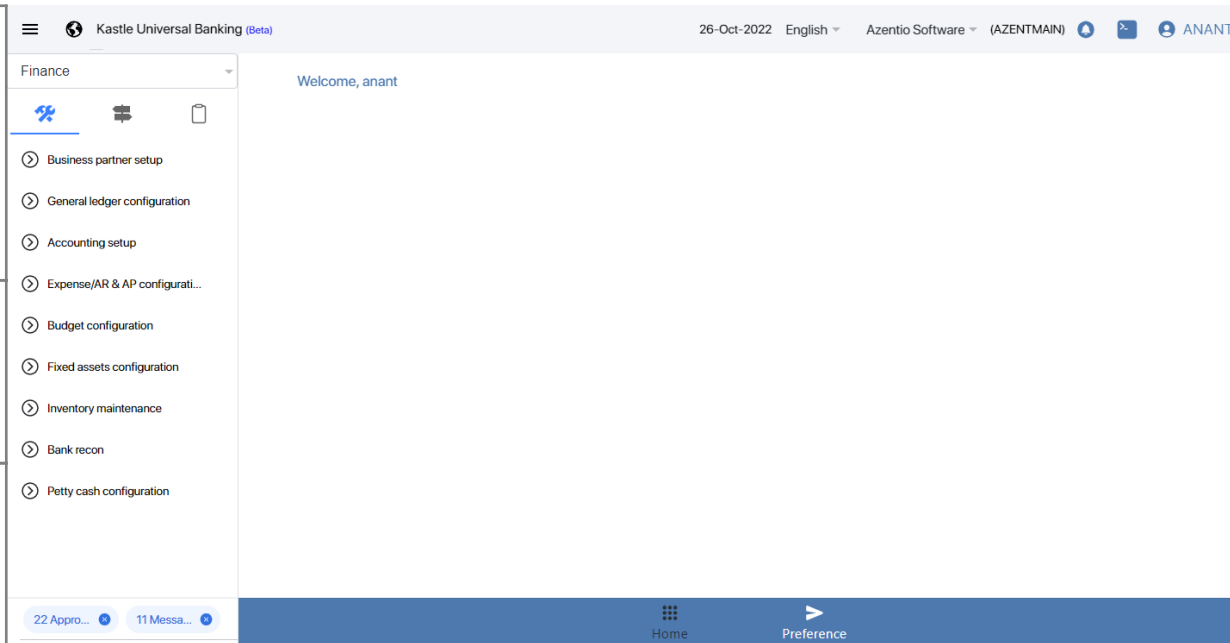 Kastle Universal Banking (Beta)
26-Oct-2022 English Azentio Software (AZENTMAIN) ANANT
Finance
Welcome, anant
Business partner setup
General ledger configuration
Accounting setup
Expense/AR & AP configurati...
Budget configuration
Fixed assets configuration
Inventory maintenance
Bank recon
Petty cash configuration
22 Appro...
11 Messa...
Home
Preference